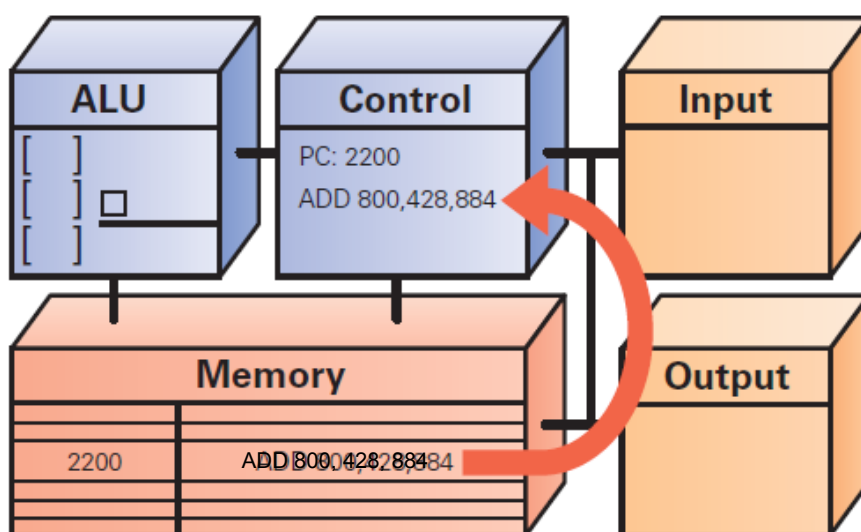 ALU
Control
Input
[ ]
[ ]
[ ]
PC: 2200
ADD 800,428,884
Memory
Output
2200
ADD 800, 428, 884